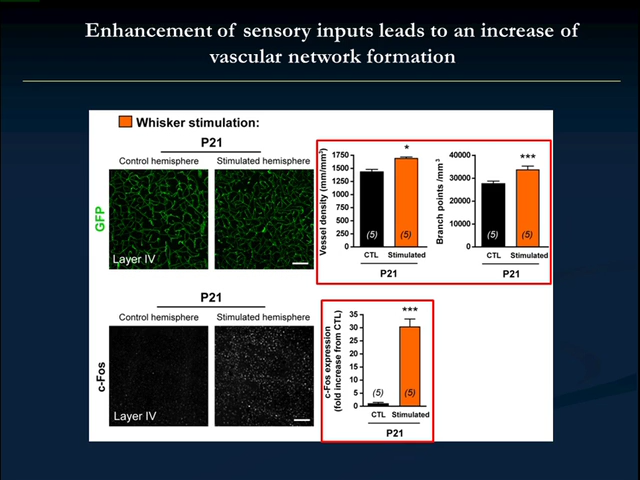 Enhancement of sensory inputs leads to an increase of
vascular network formation
Whisker stimulation:
P21
Control hemisphere
Stimulated hemisphere
GFP
Layer IV
Vessel density (mm/mm³)
1750
1500
1250
1000
750
500
250
0
*
(5)
(5)
CTL
Stimulated
P21
Branch points /mm³
40000
30000
20000
10000
0
***
(5)
(5)
CTL
Stimulated
P21
P21
Control hemisphere
Stimulated hemisphere
c-Fos
Layer IV
c-Fos expression
(fold increase from CTL)
35
30
25
20
15
10
5
0
***
(5)
(5)
CTL
Stimulated
P21